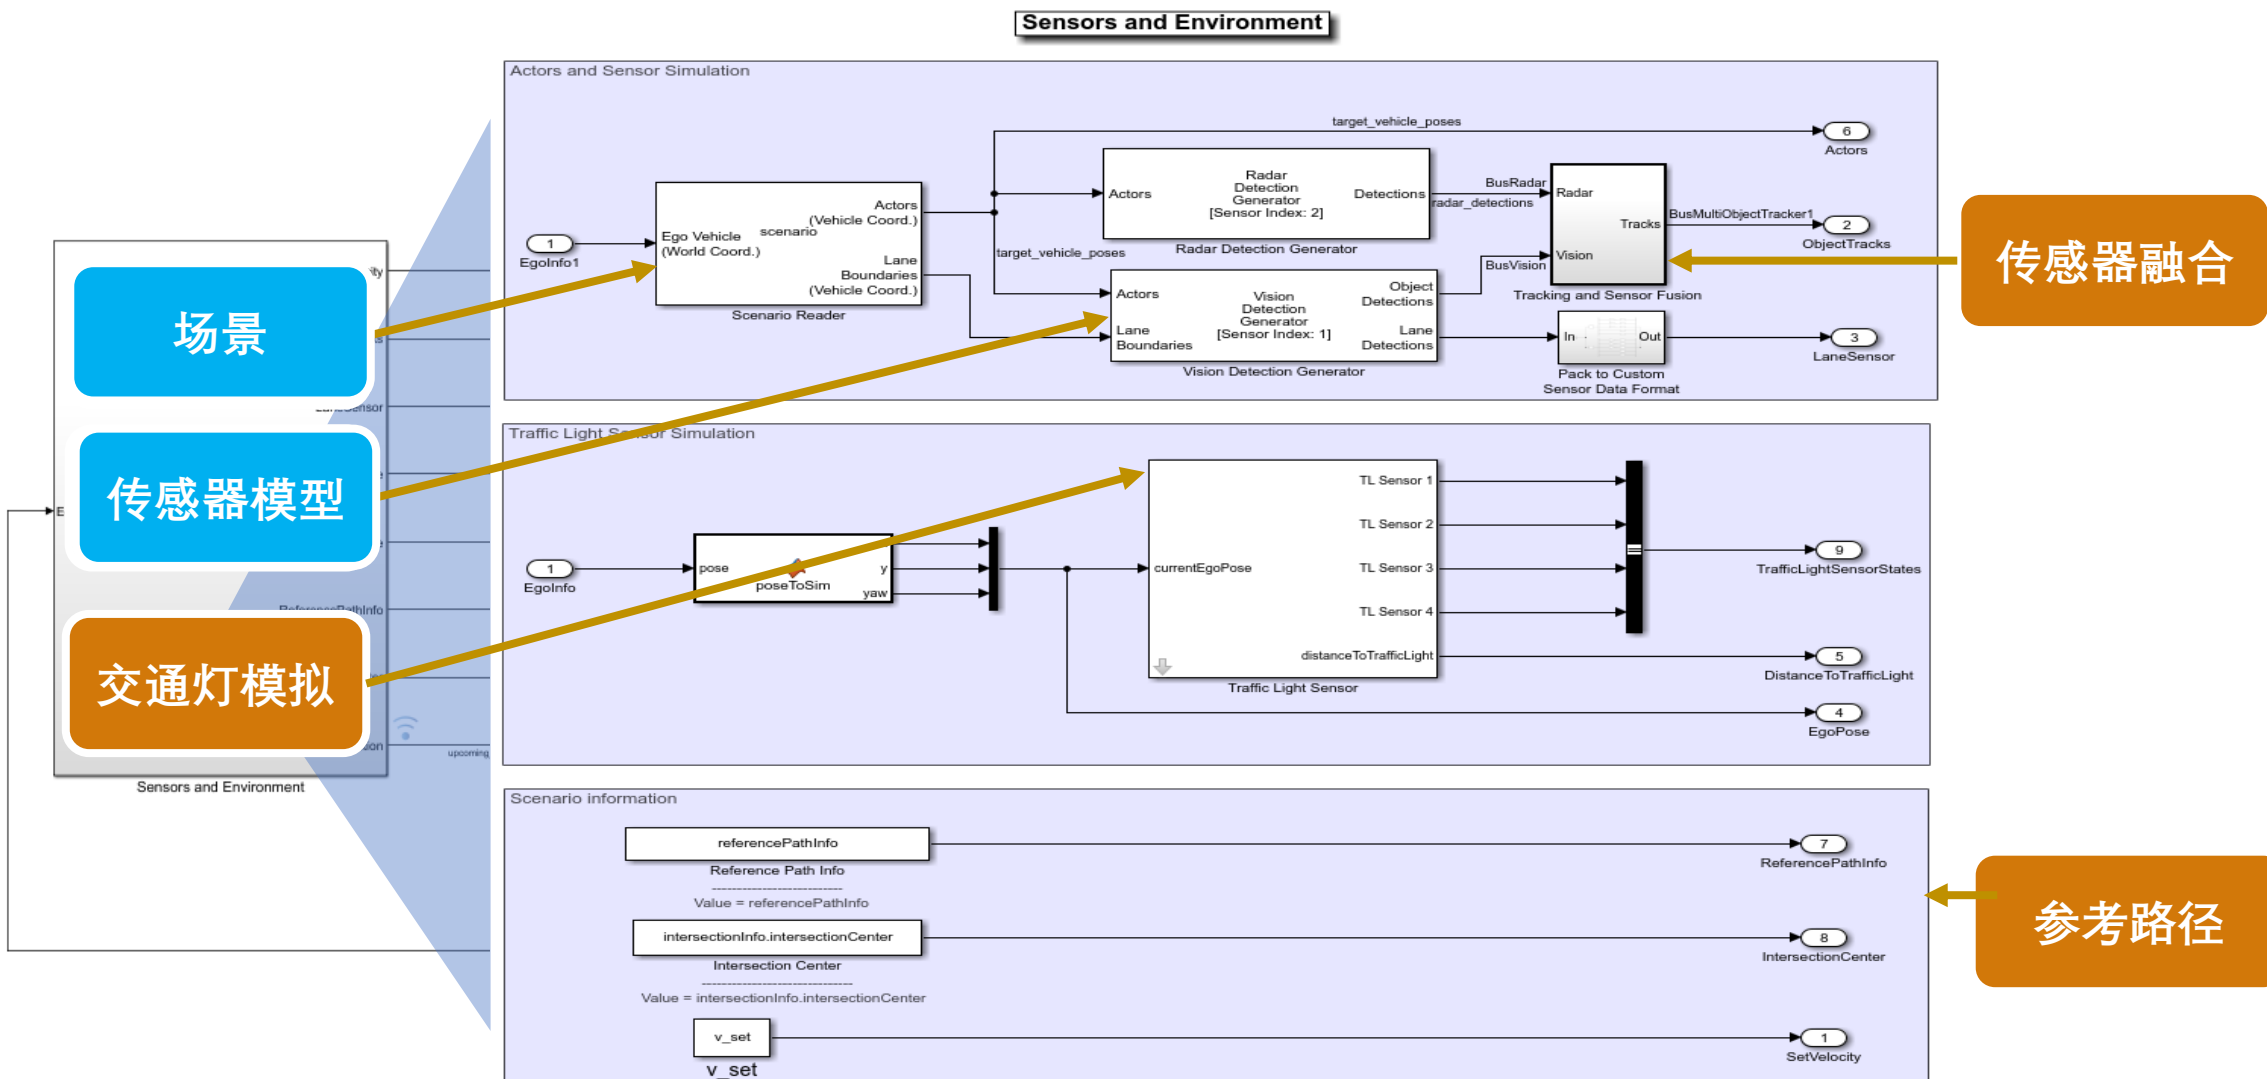 Sensors and Environment
Actors and Sensor Simulation
target_vehicle_poses
6
Actors
Actors
Radar
Detection
Generator
[Sensor Index: 2]
Detections
Radar Detection Generator
BusRadar
radar_detections
Radar
Tracks
Vision
BusVision
Tracking and Sensor Fusion
BusMultiObjectTracker1
2
ObjectTracks
1
EgoInfo1
Ego Vehicle
(World Coord.)
scenario
Actors
(Vehicle Coord.)
Lane
Boundaries
(Vehicle Coord.)
Scenario Reader
target_vehicle_poses
Actors
Lane
Boundaries
Vision
Detection
Generator
[Sensor Index: 1]
Object
Detections
Lane
Detections
Vision Detection Generator
In
Out
Pack to Custom
Sensor Data Format
3
LaneSensor
传感器融合
场景
传感器模型
交通灯模拟
ReferencePathInfo
upcoming
Sensors and Environment
Traffic Light Sensor Simulation
1
EgoInfo
pose
poseToSim
y
yaw
currentEgoPose
TL Sensor 1
TL Sensor 2
TL Sensor 3
TL Sensor 4
distanceToTrafficLight
Traffic Light Sensor
9
TrafficLightSensorStates
5
DistanceToTrafficLight
4
EgoPose
Scenario information
referencePathInfo
Reference Path Info
---------------------------
Value = referencePathInfo
7
ReferencePathInfo
intersectionInfo.intersectionCenter
Intersection Center
-------------------------------
Value = intersectionInfo.intersectionCenter
8
IntersectionCenter
v_set
v_set
1
SetVelocity
参考路径